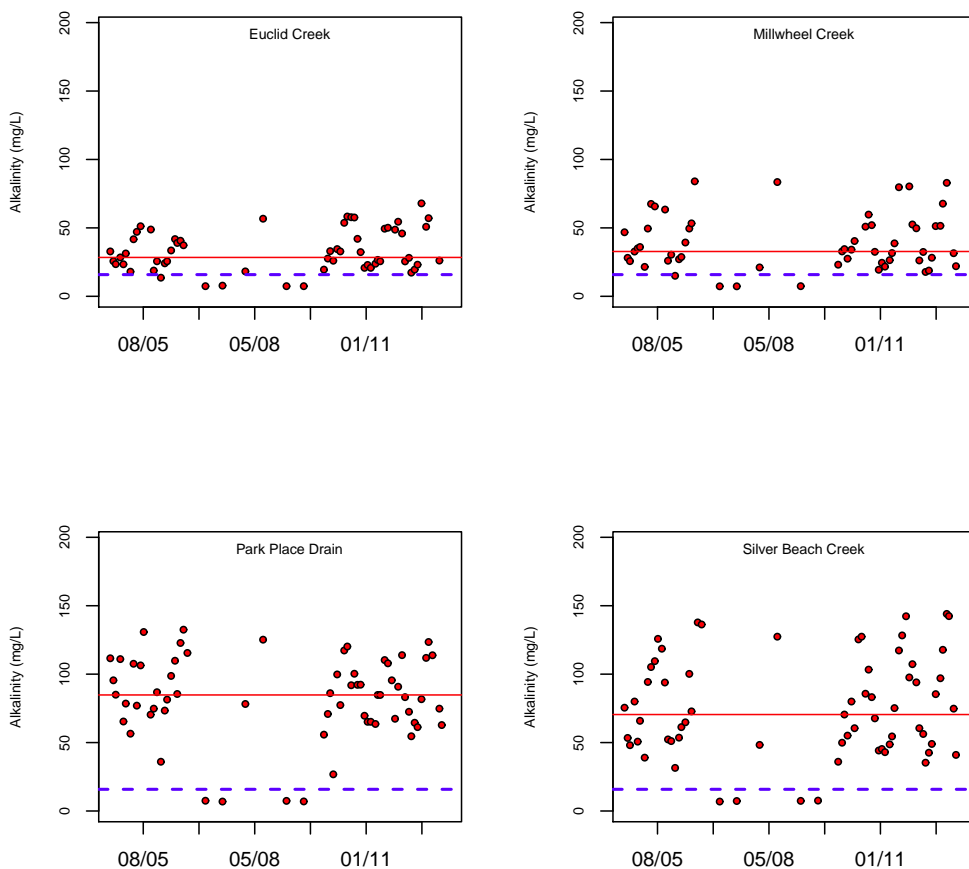 Euclid Creek
Alkalinity (mg/L)
200
150
100
50
0
08/05 05/08 01/11
Millwheel Creek
Alkalinity (mg/L)
200
150
100
50
0
08/05 05/08 01/11
Park Place Drain
Alkalinity (mg/L)
200
150
100
50
0
08/05 05/08 01/11
Silver Beach Creek
Alkalinity (mg/L)
200
150
100
50
0
08/05 05/08 01/11